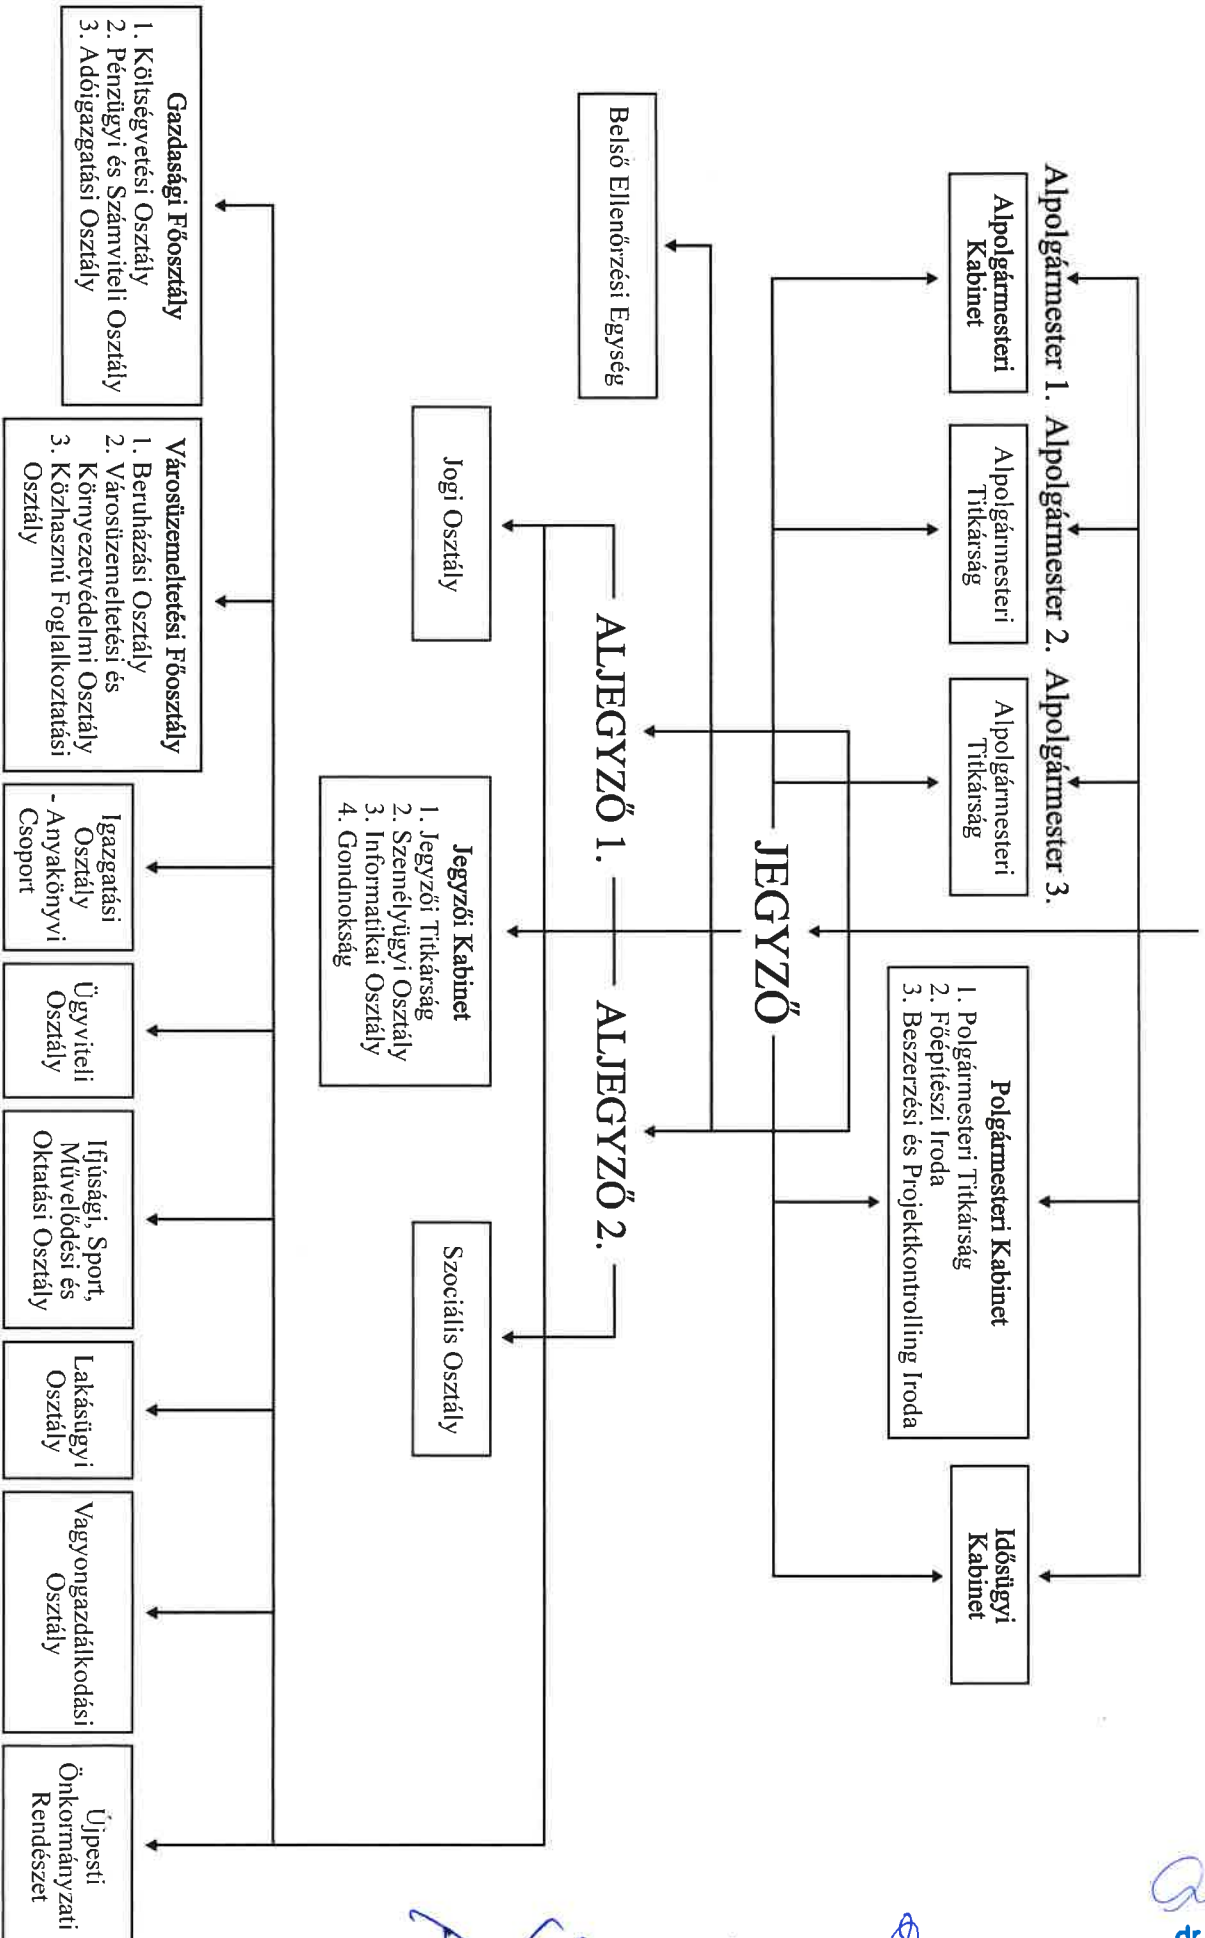 Alpolgármester 1.
Alpolgármester 2.
Alpolgármester 3.
Alpolgármesteri
Kabinet
Alpolgármesteri
Titkárság
Alpolgármesteri
Titkárság
Polgármesteri Kabinet
1. Polgármesteri Titkárság
2. Főépítészi Iroda
3. Beszerzési és Projektkontrolling Iroda
Idősügyi
Kabinet
JEGYZŐ
Belső Ellenőrzési Egység
ALJEGYZŐ 1.
ALJEGYZŐ 2.
Jogi Osztály
Jegyzői Kabinet
1. Jegyzői Titkárság
2. Személyügyi Osztály
3. Informatikai Osztály
4. Gondnokság
Szociális Osztály
Gazdasági Főosztály
1. Költségvetési Osztály
2. Pénzügyi és Számviteli Osztály
3. Adóigazgatási Osztály
Városüzemeltetési Főosztály
1. Beruházási Osztály
2. Városüzemeltetési és
Környezetvédelmi Osztály
3. Közhasznú Foglalkoztatási
Osztály
Igazgatási
Osztály
- Anyakönyvi
Csoport
Ügyviteli
Osztály
Ifjúsági, Sport,
Művelődési és
Oktatási Osztály
Lakásügyi
Osztály
Vagyongazdálkodási
Osztály
Újpesti
Önkormányzati
Rendészet
dr